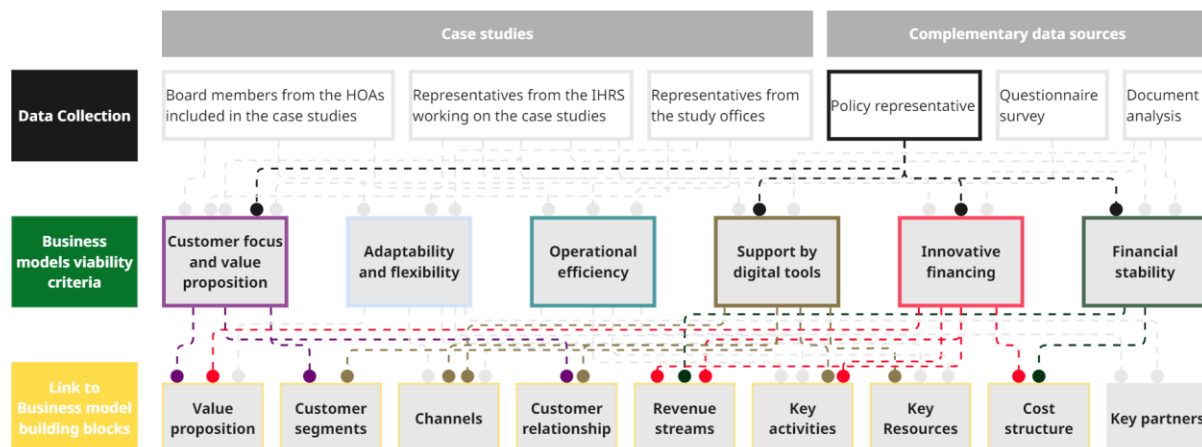 Case studies
Complementary data sources
Data Collection
Board members from the HOAs
included in the case studies
Representatives from the IHRS
working on the case studies
Representatives from
the study offices
Policy representative
Questionnaire
survey
Document
analysis
Business
models viability
criteria
Customer focus
and value
proposition
Adaptability
and flexibility
Operational
efficiency
Support by
digital tools
Innovative
financing
Financial
stability
Link to
Business model
building blocks
Value
proposition
Customer
segments
Channels
Customer
relationship
Revenue
streams
Key
activities
Key
Resources
Cost
structure
Key partners